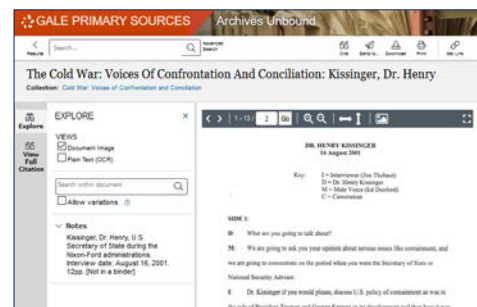 GALE PRIMARY SOURCES
Archives Unbound
Results
Search...
Advanced
Search
Cite
Send to...
Download
Print
Get Link
The Cold War: Voices Of Confrontation And Conciliation: Kissinger, Dr. Henry
Collection: Cold War: Voices of Confrontation and Conciliation
Explore
View
Full
Citation
EXPLORE
×
VIEWS
Document Image
Plain Text (OCR)
Search within document
Allow variations
Notes
Kissinger, Dr. Henry, U.S.
Secretary of State during the
Nixon-Ford administrations.
Interview date: August 16, 2001.
12pp. [Not in a binder]
2
Go
DR. HENRY KISSINGER
16 August 2001
Key:
D = Dr. Henry Kissinger
M = Male Voice (Ed Dunford)
C = Cameraman
SIDE 1:
D: What are you going to talk about?
M: We are going to ask you your opinion about serious issues like containment, and
we are going to concentrate on the period when you were the Secretary of State or
National Security Advisor.
I: Dr. Kissinger if you would please, discuss U.S. policy of containment as was in